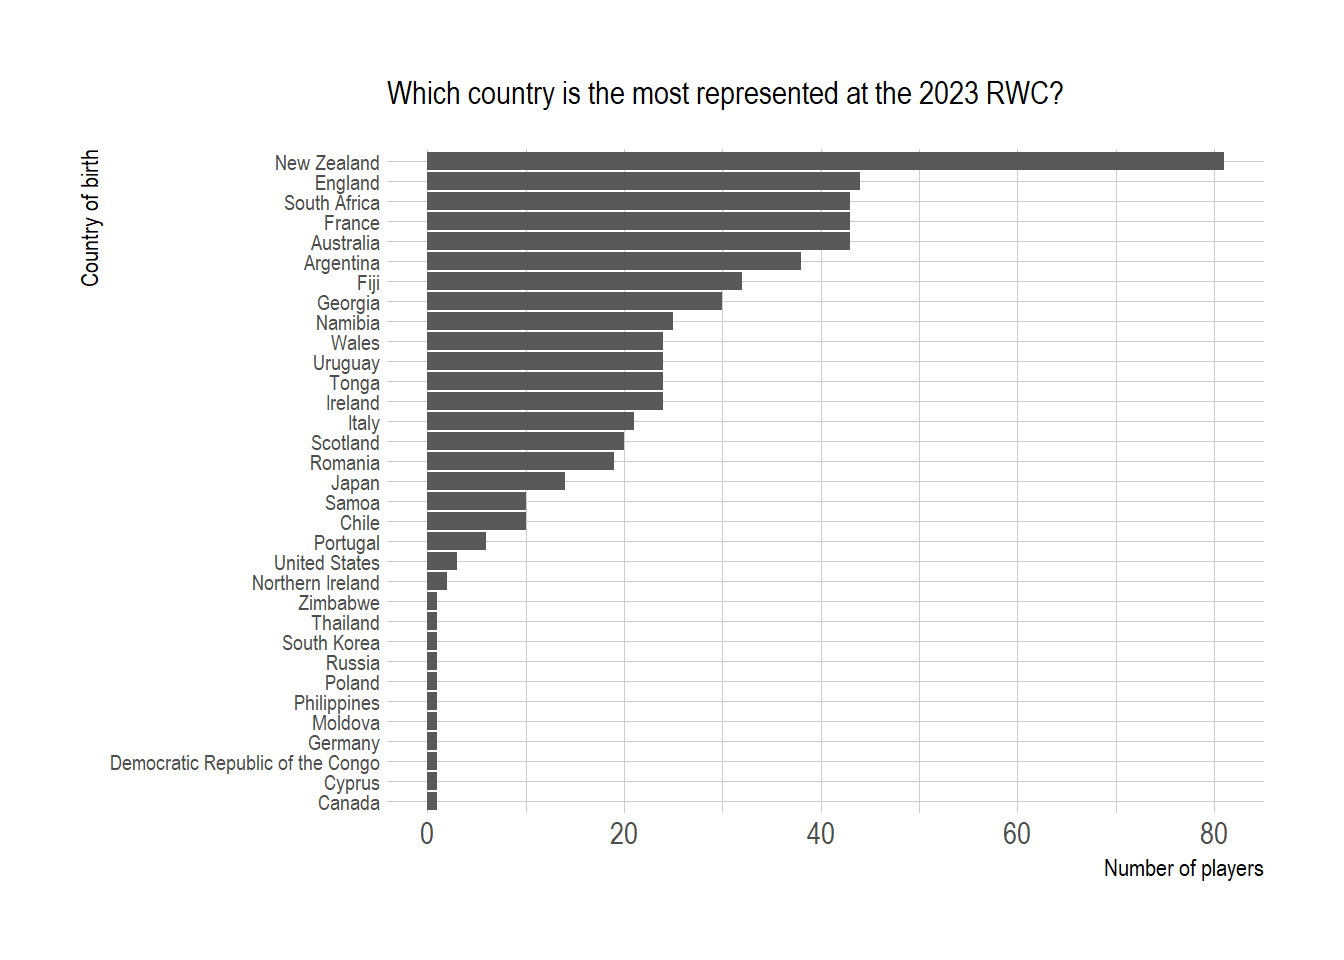 Which country is the most represented at the 2023 RWC?
Country of birth
New Zealand
England
South Africa
France
Australia
Argentina
Fiji
Georgia
Namibia
Wales
Uruguay
Tonga
Ireland
Italy
Scotland
Romania
Japan
Samoa
Chile
Portugal
United States
Northern Ireland
Zimbabwe
Thailand
South Korea
Russia
Poland
Philippines
Moldova
Germany
Democratic Republic of the Congo
Cyprus
Canada
0 20 40 60 80
Number of players